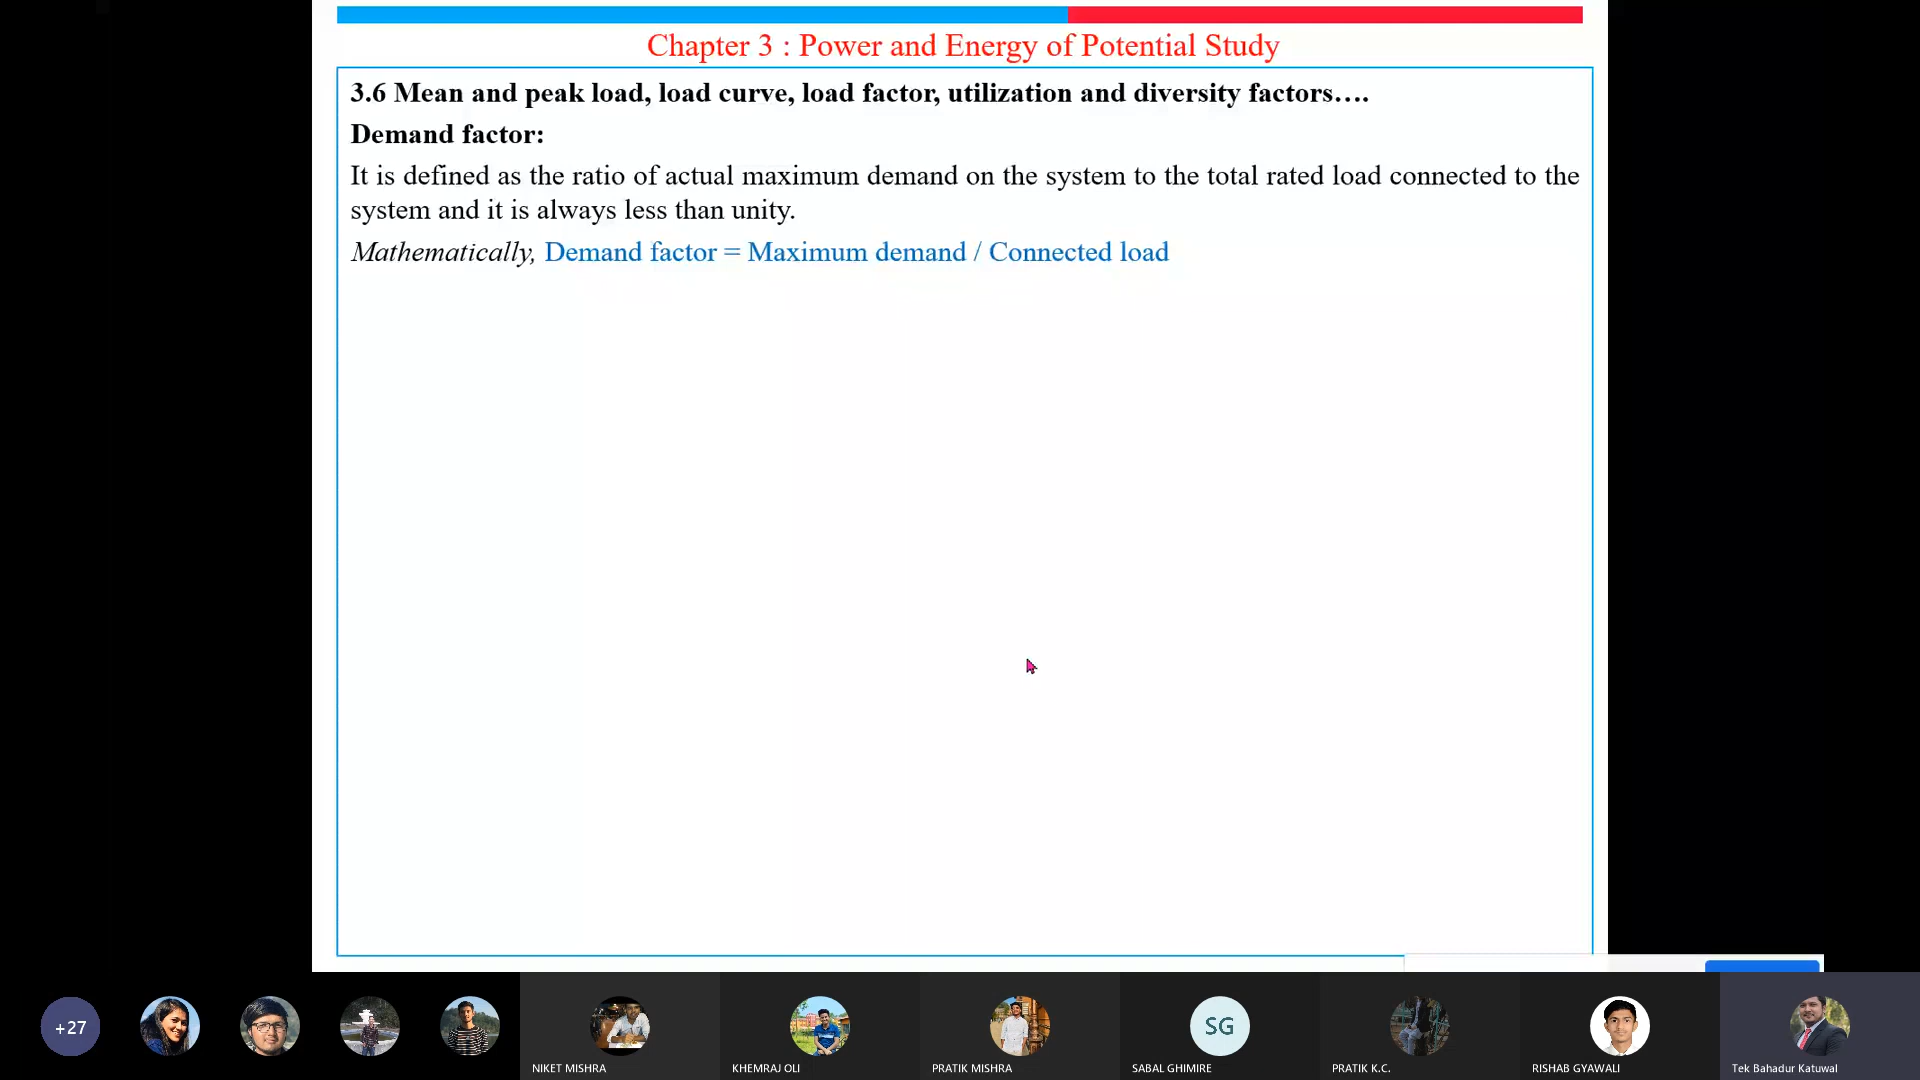 Chapter 3 : Power and Energy of Potential Study
3.6 Mean and peak load, load curve, load factor, utilization and diversity factors….
Demand factor:
It is defined as the ratio of actual maximum demand on the system to the total rated load connected to the
system and it is always less than unity.
Mathematically, Demand factor = Maximum demand / Connected load
+27
SG
NIKET MISHRA
KHEMRAJ OLI
PRATIK MISHRA
SABAL GHIMIRE
PRATIK K.C.
RISHAB GYAWALI
Tek Bahadur Katuwal